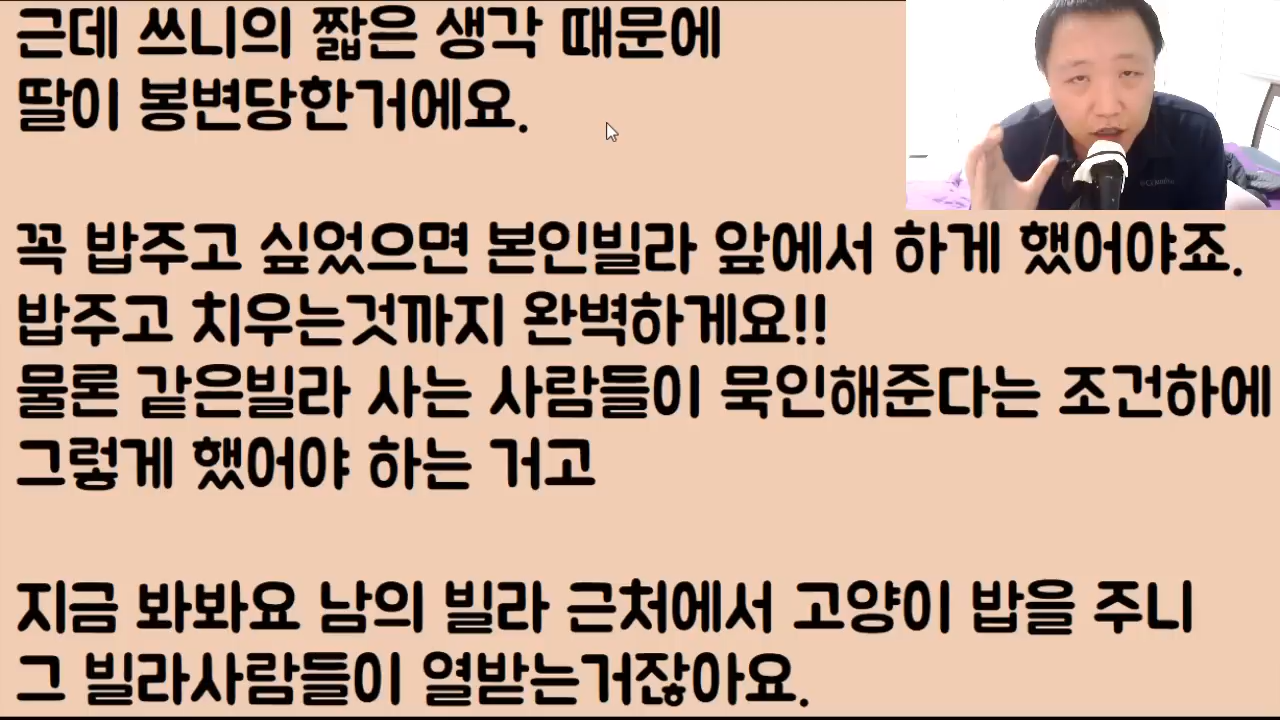 근데 쓰니의 짧은 생각 때문에
딸이 봉변당한거에요.
꼭 밥주고 싶었으면 본인빌라 앞에서 하게 했어야죠.
밥주고 치우는것까지 완벽하게요!!
물론 같은빌라 사는 사람들이 묵인해준다는 조건하에
그렇게 했어야 하는 거고
지금 봐봐요 남의 빌라 근처에서 고양이 밥을 주니
그 빌라사람들이 열받는거잖아요.